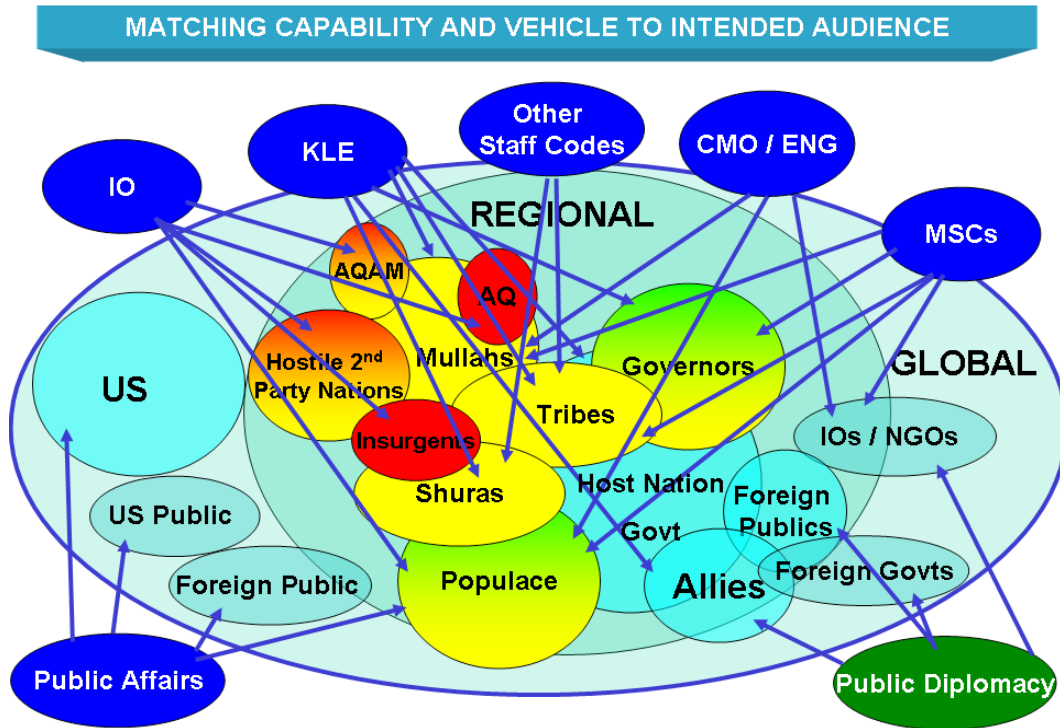 MATCHING CAPABILITY AND VEHICLE TO INTENDED AUDIENCE
Other
Staff Codes
KLE
CMO / ENG
IO
MSCs
REGIONAL
AQAM
AQ
Mullahs
Hostile 2nd
Party Nations
Governors
GLOBAL
US
Tribes
Insurgents
IOs / NGOs
Shuras
Host Nation
Govt
Foreign
Publics
US Public
Foreign Public
Populace
Allies
Foreign Govts
Public Affairs
Public Diplomacy